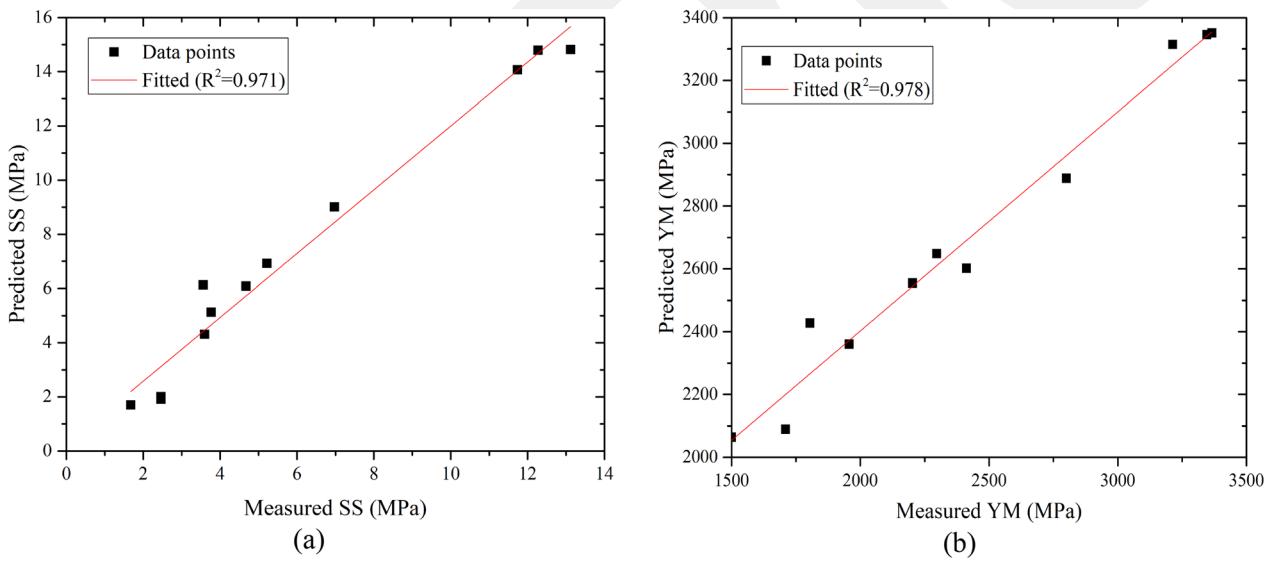 16
14
12
10
8
6
4
2
0
Predicted SS (MPa)
Data points
Fitted (R²=0.971)
0 2 4 6 8 10 12 14
Measured SS (MPa)
(a)
3400
3200
3000
2800
2600
2400
2200
2000
Predicted YM (MPa)
Data points
Fitted (R²=0.978)
1500 2000 2500 3000 3500
Measured YM (MPa)
(b)